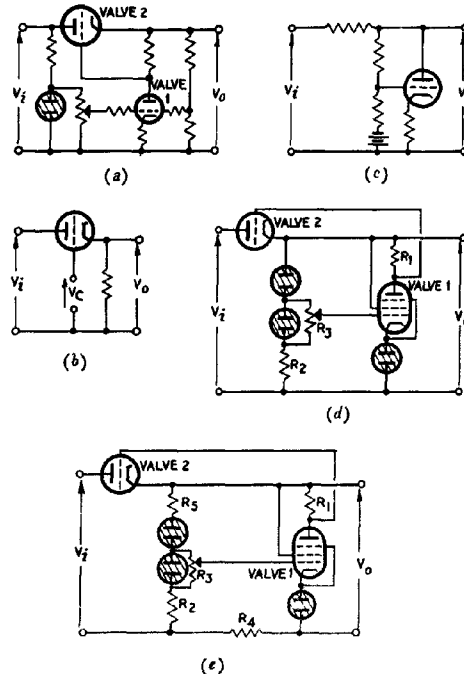 VALVE 2
Vi
VALVE
1
Vo
(a)
Vi
V
(c)
Vi
VC
Vo
(b)
VALVE 2
Vi
R1
VALVE 1
R3
R2
V
(d)
VALVE 2
Vi
R5
R1
R3
VALVE 1
R2
R4
Vo
(e)